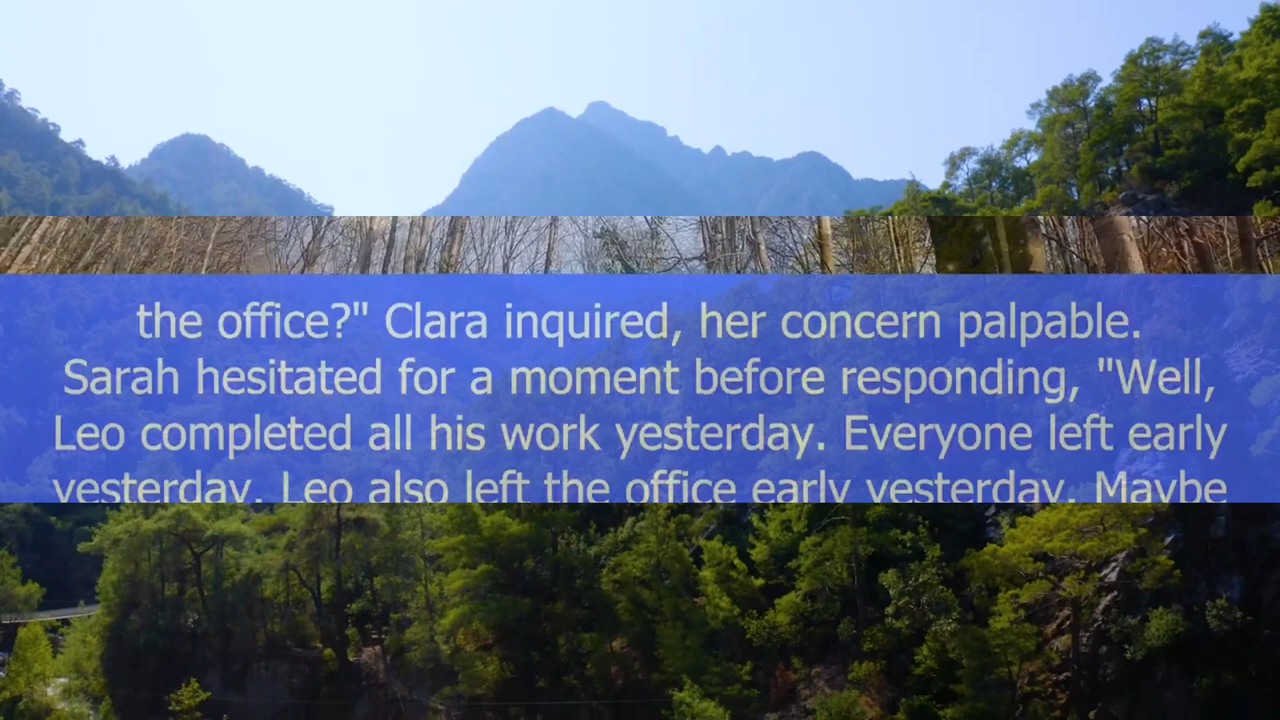 the office?" Clara inquired, her concern palpable.
Sarah hesitated for a moment before responding, "Well,
Leo completed all his work yesterday. Everyone left early
yesterday. Leo also left the office early yesterday. Maybe